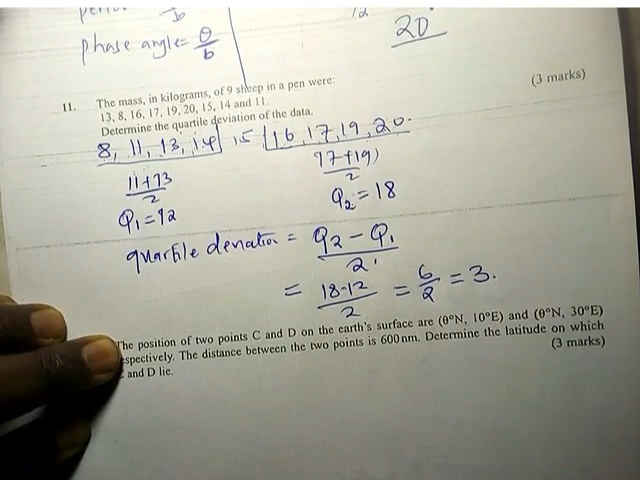 b
phase angle = θ/b
20
11. The mass, in kilograms, of 9 sheep in a pen were: (3 marks)
13, 8, 16, 17, 19, 20, 15, 14 and 11.
Determine the quartile deviation of the data.
8, 11, 13, 14 15 16, 17, 19, 20.
11+13/2 17+19)/2
Q1 = 12 Q2 = 18
quartile deviation = Q2 - Q1/2
= 18-12/2 = 6/2 = 3.
The position of two points C and D on the earth's surface are (θ°N, 10°E) and (θ°N, 30°E)
espectively. The distance between the two points is 600 nm. Determine the latitude on which
and D lie. (3 marks)